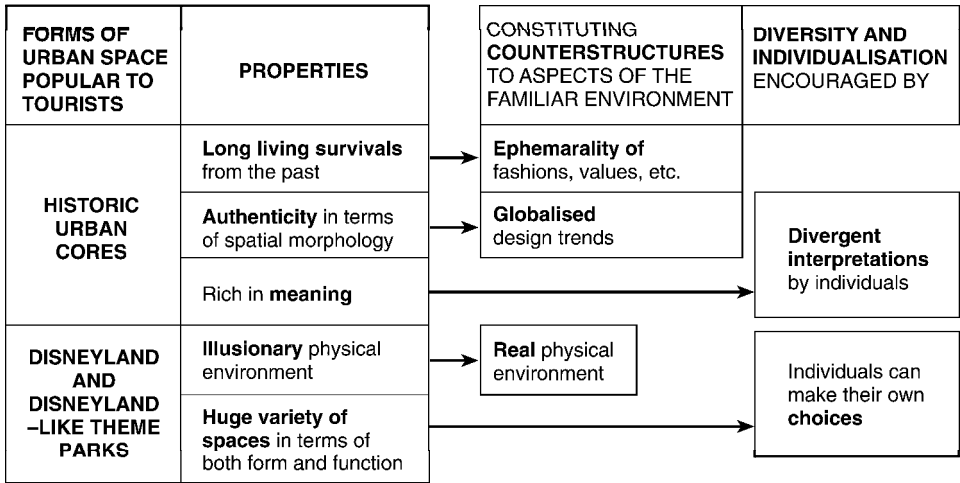 FORMS OF
URBAN SPACE
POPULAR TO
TOURISTS
PROPERTIES
CONSTITUTING
COUNTERSTRUCTURES
TO ASPECTS OF THE
FAMILIAR ENVIRONMENT
DIVERSITY AND
INDIVIDUALISATION
ENCOURAGED BY
HISTORIC
URBAN
CORES
Long living survivals
from the past
Ephemarality of
fashions, values, etc.
Authenticity in terms
of spatial morphology
Globalised
design trends
Rich in meaning
Divergent
interpretations
by individuals
DISNEYLAND
AND
DISNEYLAND
–LIKE THEME
PARKS
Illusionary physical
environment
Real physical
environment
Huge variety of
spaces in terms of
both form and function
Individuals can
make their own
choices